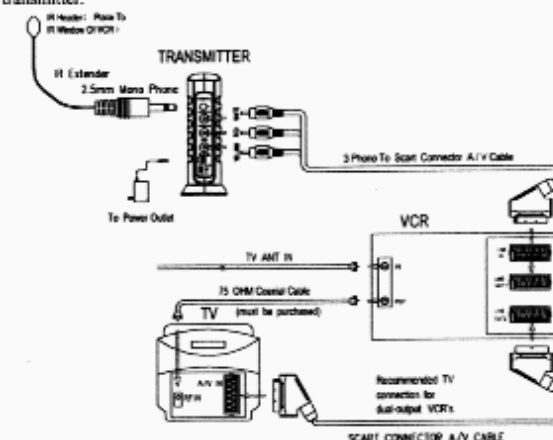 transmitter.
IR Header: Place To
IR Window Of VCR
TRANSMITTER
IR Extender
2.5mm Mono Phone
3 Phono To Scart Connector A/V Cable
To Power Outlet
VCR
TV ANT IN
IN
75 OHM Coaxial Cable
(must be purchased)
TV
A/V IN
RF IN
Recommended TV
connection for
dual-output VCR's
SCART CONNECTOR A/V CABLE